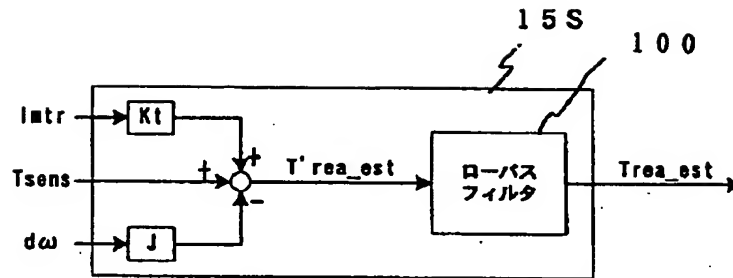 15S
100
Imtr
Kt
+
Tsens
+
T'rea_est
ローパス
フィルタ
Trea_est
-
dω
J